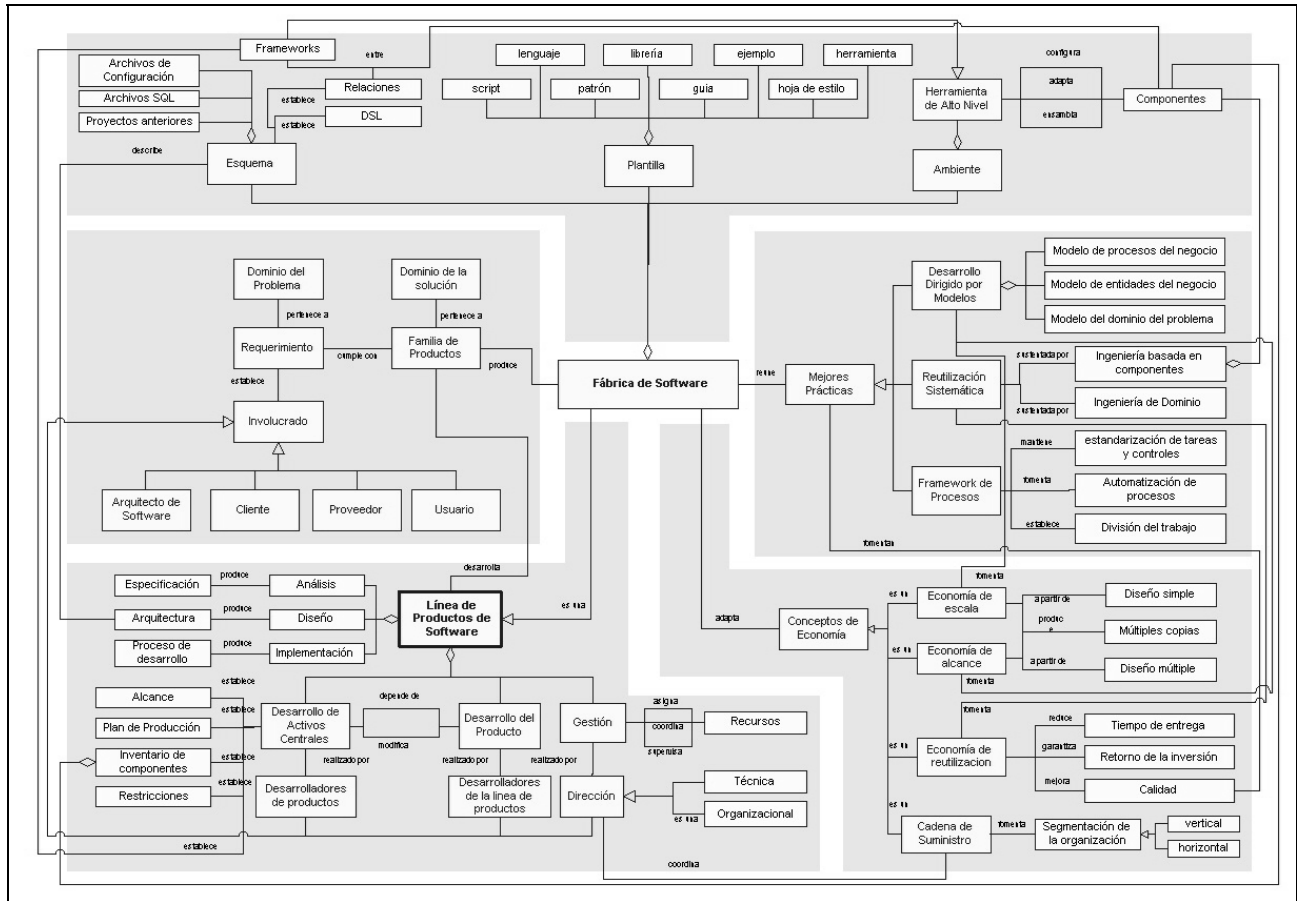 Frameworks
entre
Archivos de
Configuración
Archivos SQL
Proyectos anteriores
establece
establece
Relaciones
DSL
describe
Esquema
lenguaje
librería
ejemplo
herramienta
script
patrón
guia
hoja de estilo
Plantilla
Herramienta
de Alto Nivel
Ambiente
configura
adapta
ensambla
Componentes
Dominio del
Problema
Dominio de la
solución
pertenece a
pertenece a
Requerimiento
cumple con
Familia de
Productos
produce
establece
Involucrado
Arquitecto de
Software
Cliente
Proveedor
Usuario
Fábrica de Software
reune
Mejores
Prácticas
Desarrollo
Dirigido por
Modelos
Modelo de procesos del negocio
Modelo de entidades del negocio
Modelo del dominio del problema
Reutilización
Sistemática
sustentada por
Ingeniería basada en
componentes
sustentada por
Ingeniería de Dominio
Framework de
Procesos
mantiene
estandarización de tareas
y controles
fomenta
Automatización de
procesos
establece
División del trabajo
fomentan
desarrolla
es una
adapta
Especificación
produce
Análisis
Arquitectura
produce
Diseño
Proceso de
desarrollo
produce
Implementación
Línea de
Productos de
Software
establece
Alcance
establece
Plan de Producción
establece
Inventario de
componentes
establece
Restricciones
establece
Desarrollo de
Activos
Centrales
depende de
modifica
Desarrollo del
Producto
Gestión
asigna
coordina
supervisa
Recursos
realizado por
realizado por
realizado por
Desarrolladores
de productos
Desarrolladores
de la linea de
productos
Dirección
es una
Técnica
Organizacional
coordina
Conceptos de
Economía
fomenta
es un
Economía de
escala
a partir de
Diseño simple
produc
e
Múltiples copias
es un
Economía de
alcance
a partir de
Diseño múltiple
fomenta
fomenta
es un
Economía de
reutilizacion
reduce
Tiempo de entrega
garantiza
Retorno de la inversión
mejora
Calidad
es un
Cadena de
Suministro
fomenta
Segmentación de
la organización
vertical
horizontal